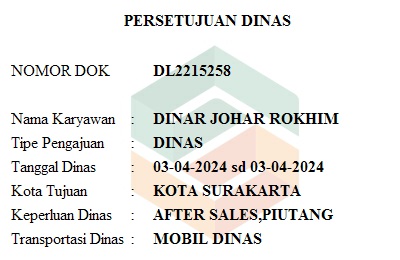 PERSETUJUAN DINAS
NOMOR DOK DL2215258
Nama Karyawan : DINAR JOHAR ROKHIM
Tipe Pengajuan : DINAS
Tanggal Dinas : 03-04-2024 sd 03-04-2024
Kota Tujuan : KOTA SURAKARTA
Keperluan Dinas : AFTER SALES,PIUTANG
Transportasi Dinas : MOBIL DINAS